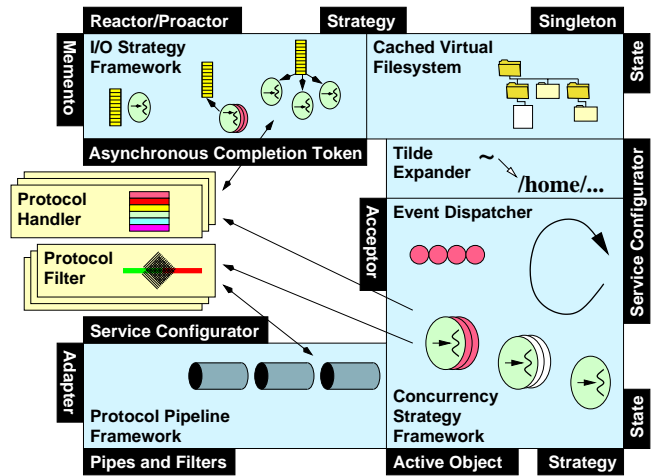 Reactor/Proactor
Strategy
Singleton
Memento
I/O Strategy
Framework
Cached Virtual
Filesystem
State
Asynchronous Completion Token
Tilde
Expander
~
/home/...
Service Configurator
Protocol
Handler
Acceptor
Event Dispatcher
Protocol
Filter
Service Configurator
Adapter
Protocol Pipeline
Framework
Concurrency
Strategy
Framework
State
Pipes and Filters
Active Object
Strategy